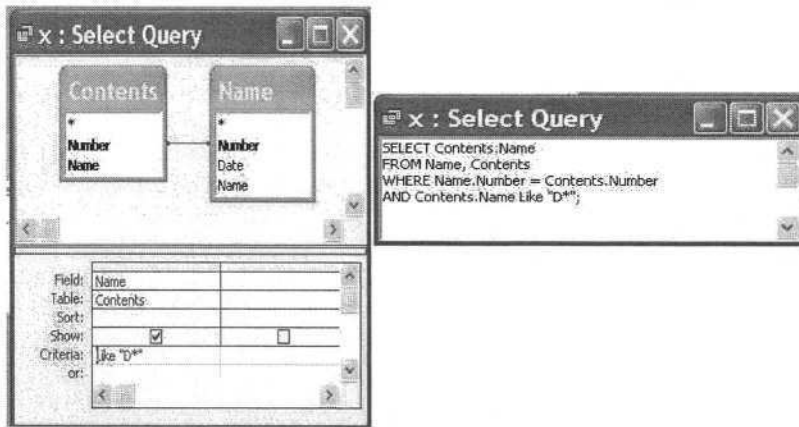 x : Select Query
Contents
*
Number
Name
Name
*
Number
Date
Name
Field: Name
Table: Contents
Sort:
Show:
Criteria: Like "D*"
or:
x : Select Query
SELECT Contents.Name
FROM Name, Contents
WHERE Name.Number = Contents.Number
AND Contents.Name Like "D*";